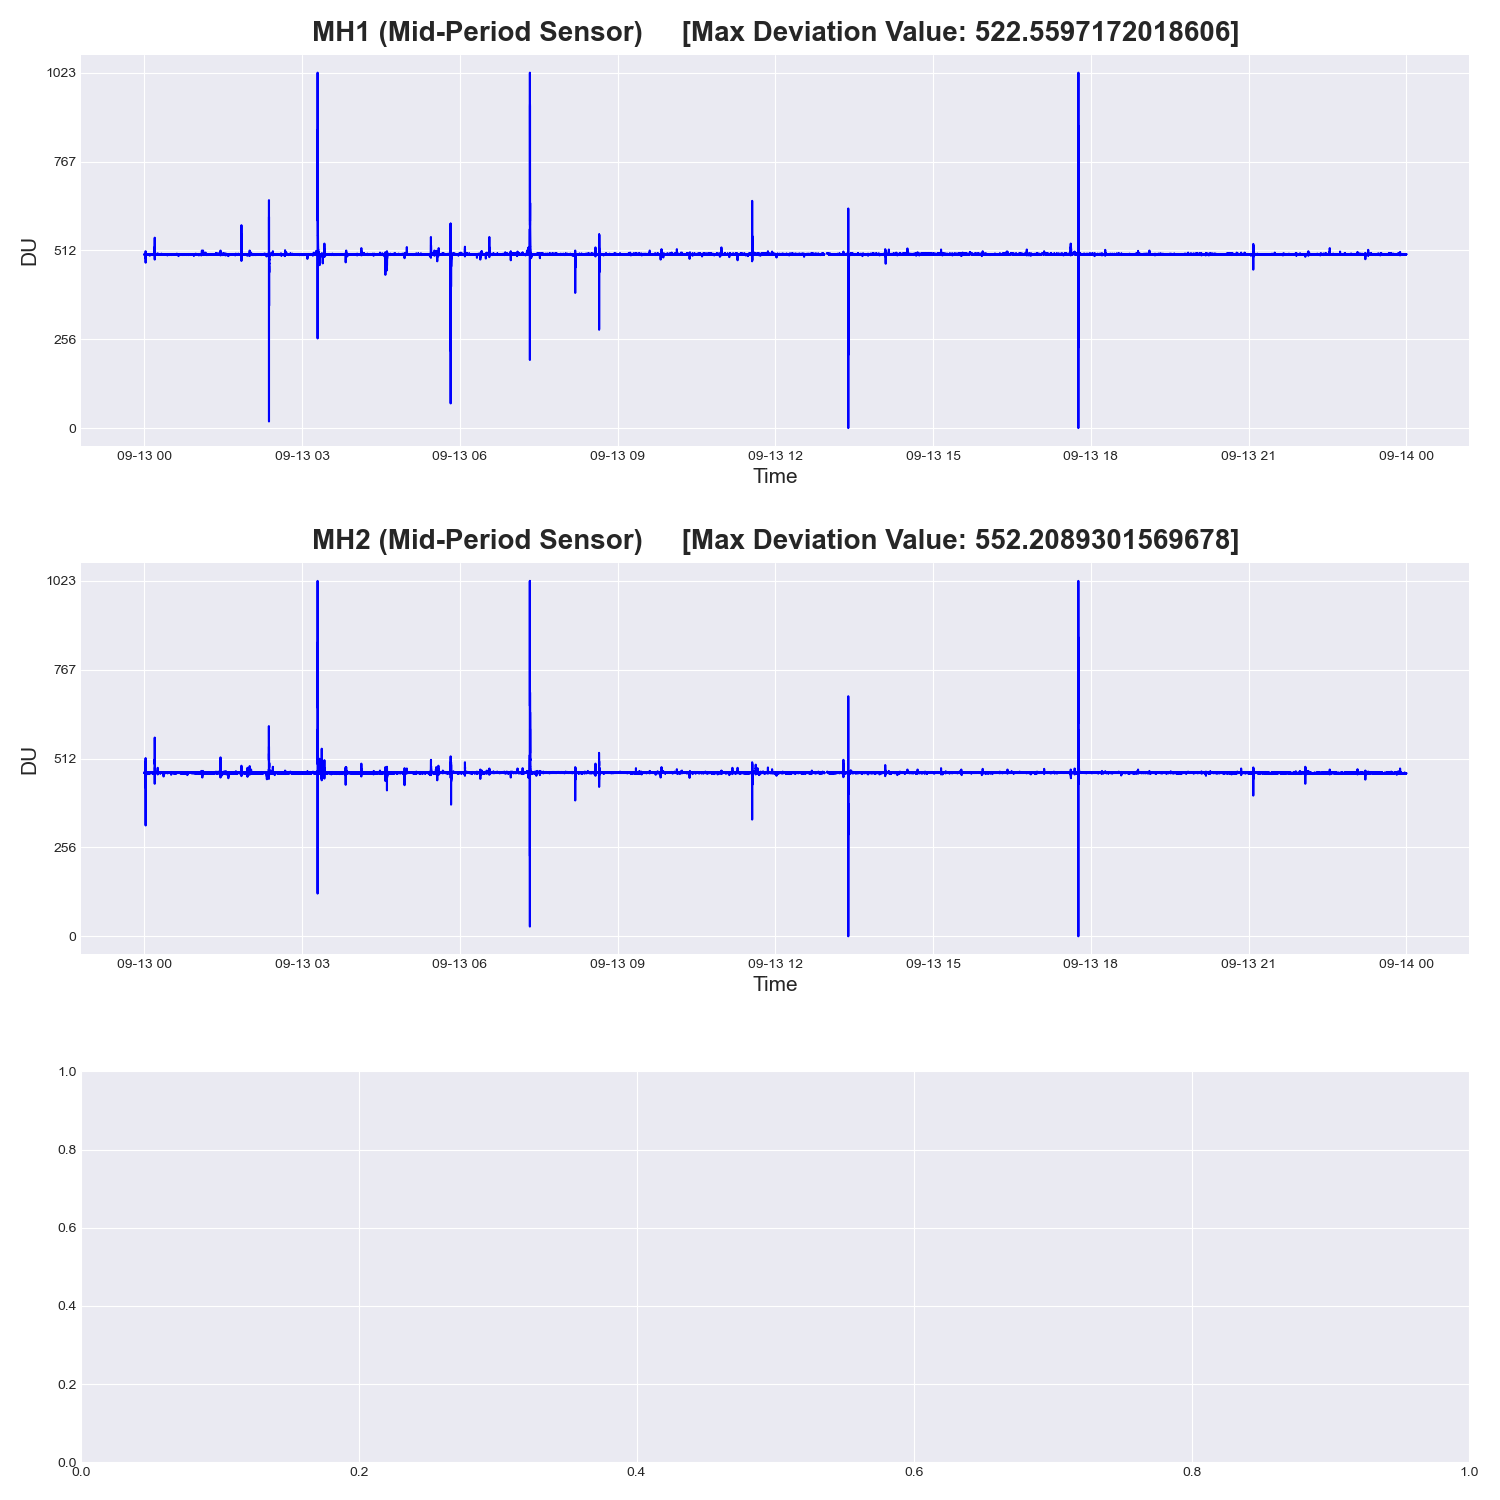 MH1 (Mid-Period Sensor) [Max Deviation Value: 522.5597172018606]
1023
767
512
256
0
DU
09-13 00 09-13 03 09-13 06 09-13 09 09-13 12 09-13 15 09-13 18 09-13 21 09-14 00
Time
MH2 (Mid-Period Sensor) [Max Deviation Value: 552.2089301569678]
1023
767
512
256
0
DU
09-13 00 09-13 03 09-13 06 09-13 09 09-13 12 09-13 15 09-13 18 09-13 21 09-14 00
Time
1.0
0.8
0.6
0.4
0.2
0.0
0.0 0.2 0.4 0.6 0.8 1.0